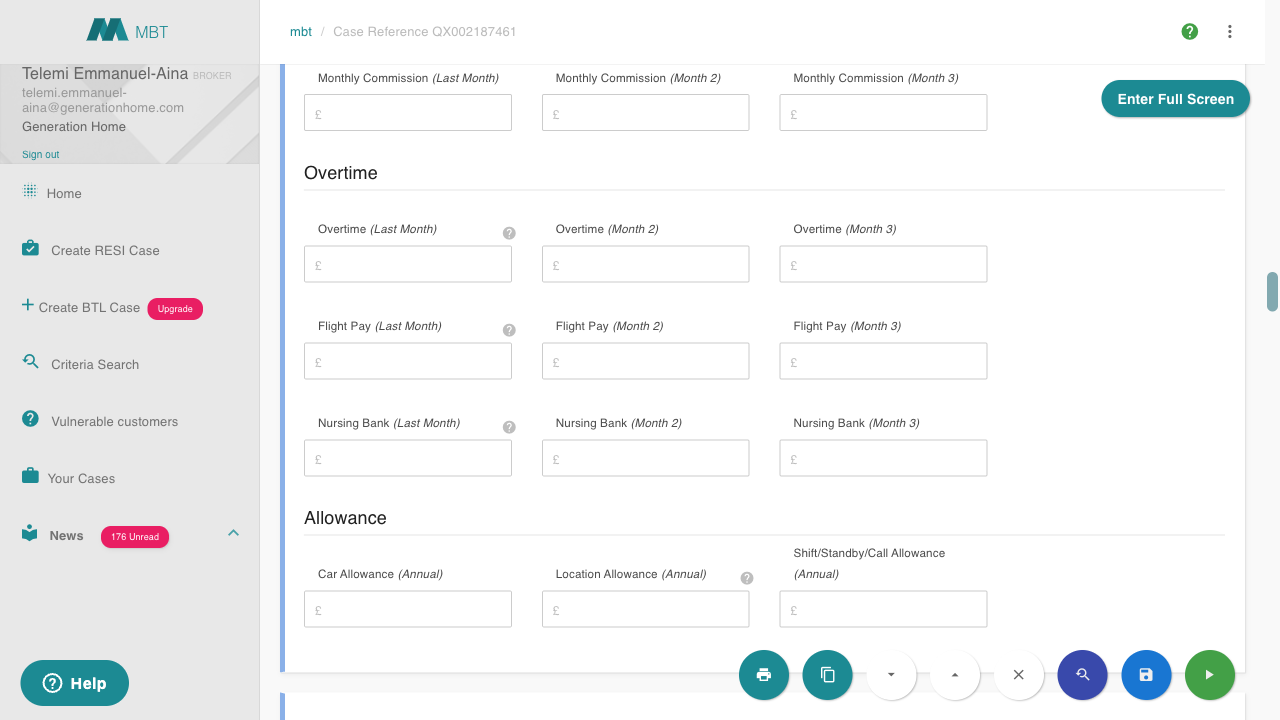 MBT
mbt / Case Reference QX002187461
Telemi Emmanuel-Aina BROKER
telemi.emmanuel-
aina@generationhome.com
Generation Home
Sign out
Home
Create RESI Case
Create BTL Case Upgrade
Criteria Search
Vulnerable customers
Your Cases
News 176 Unread
Help
Enter Full Screen
Monthly Commission (Last Month) Monthly Commission (Month 2) Monthly Commission (Month 3)
£ £ £
Overtime
Overtime (Last Month) Overtime (Month 2) Overtime (Month 3)
£ £ £
Flight Pay (Last Month) Flight Pay (Month 2) Flight Pay (Month 3)
£ £ £
Nursing Bank (Last Month) Nursing Bank (Month 2) Nursing Bank (Month 3)
£ £ £
Allowance
Car Allowance (Annual) Location Allowance (Annual) Shift/Standby/Call Allowance
(Annual)
£ £ £